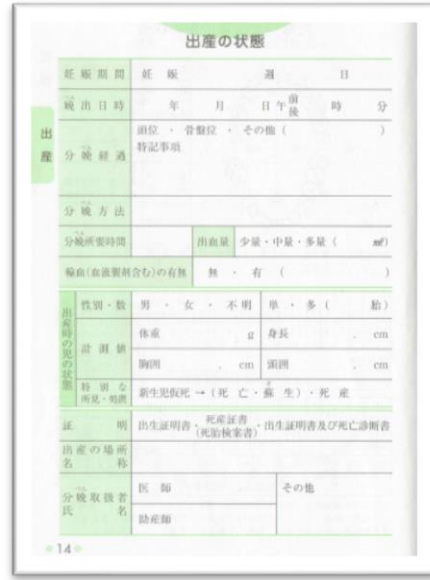 出産の状態
妊娠期間 妊娠 週 日
娩出日時 年 月 日午前後 時 分
出産
頭位 ・ 骨盤位 ・ その他( )
分娩経過 特記事項
分娩方法
分娩所要時間 出血量 少量・中量・多量( ㎖)
輸血(血液製剤含む)の有無 無 ・ 有 ( )
出産時の児の状態
性別・数 男 ・ 女 ・ 不明 単 ・ 多( 胎)
計測値 体重 g 身長 . cm
胸囲 . cm 頭囲 . cm
特別な所見・処置 新生児仮死→(死亡・蘇生)・死産
証明 出生証明書・死産証書(死胎検案書)・出生証明書及び死亡診断書
出産の場所
名称
分娩取扱者
氏名
医師 その他
助産師
14